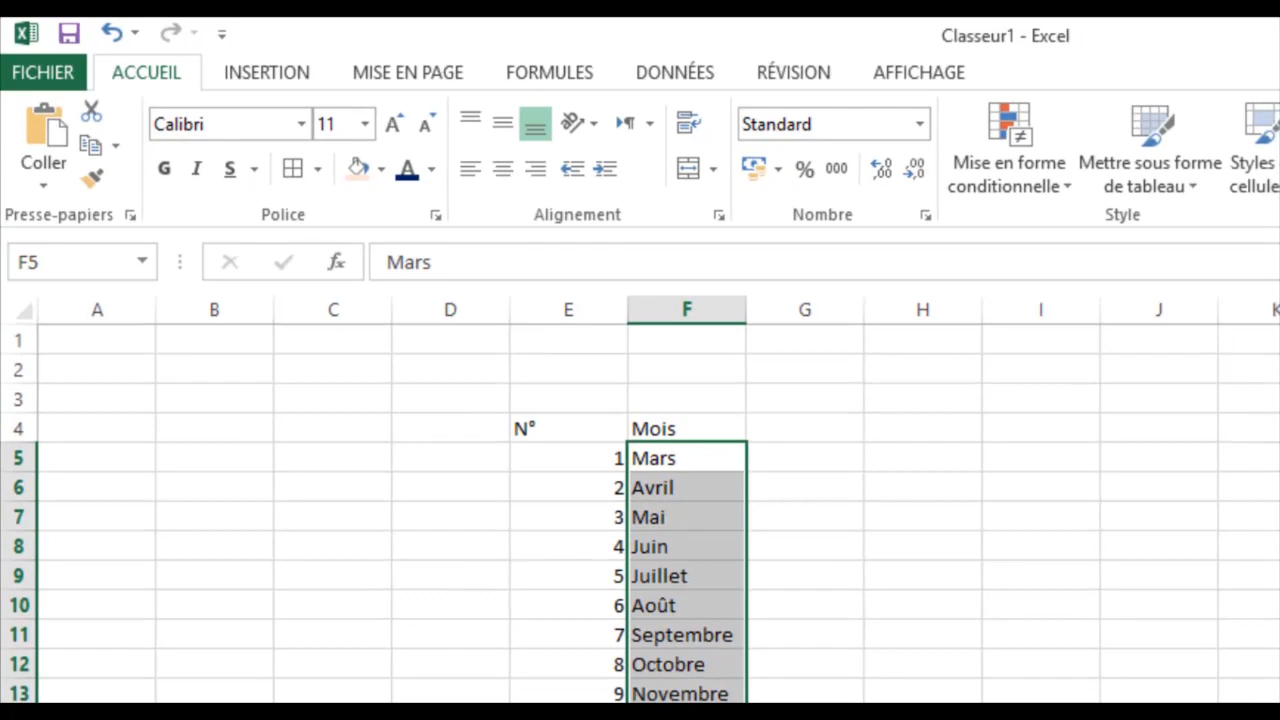 Classeur1 - Excel
FICHIER ACCUEIL INSERTION MISE EN PAGE FORMULES DONNÉES RÉVISION AFFICHAGE
Calibri 11 Standard
Coller G I S A % 000 Mise en forme conditionnelle Mettre sous forme de tableau Styles cellule
Presse-papiers Police Alignement Nombre Style
F5 fx Mars
A B C D E F G H I J K
1
2
3
4 N° Mois
5 1 Mars
6 2 Avril
7 3 Mai
8 4 Juin
9 5 Juillet
10 6 Août
11 7 Septembre
12 8 Octobre
13 9 Novembre